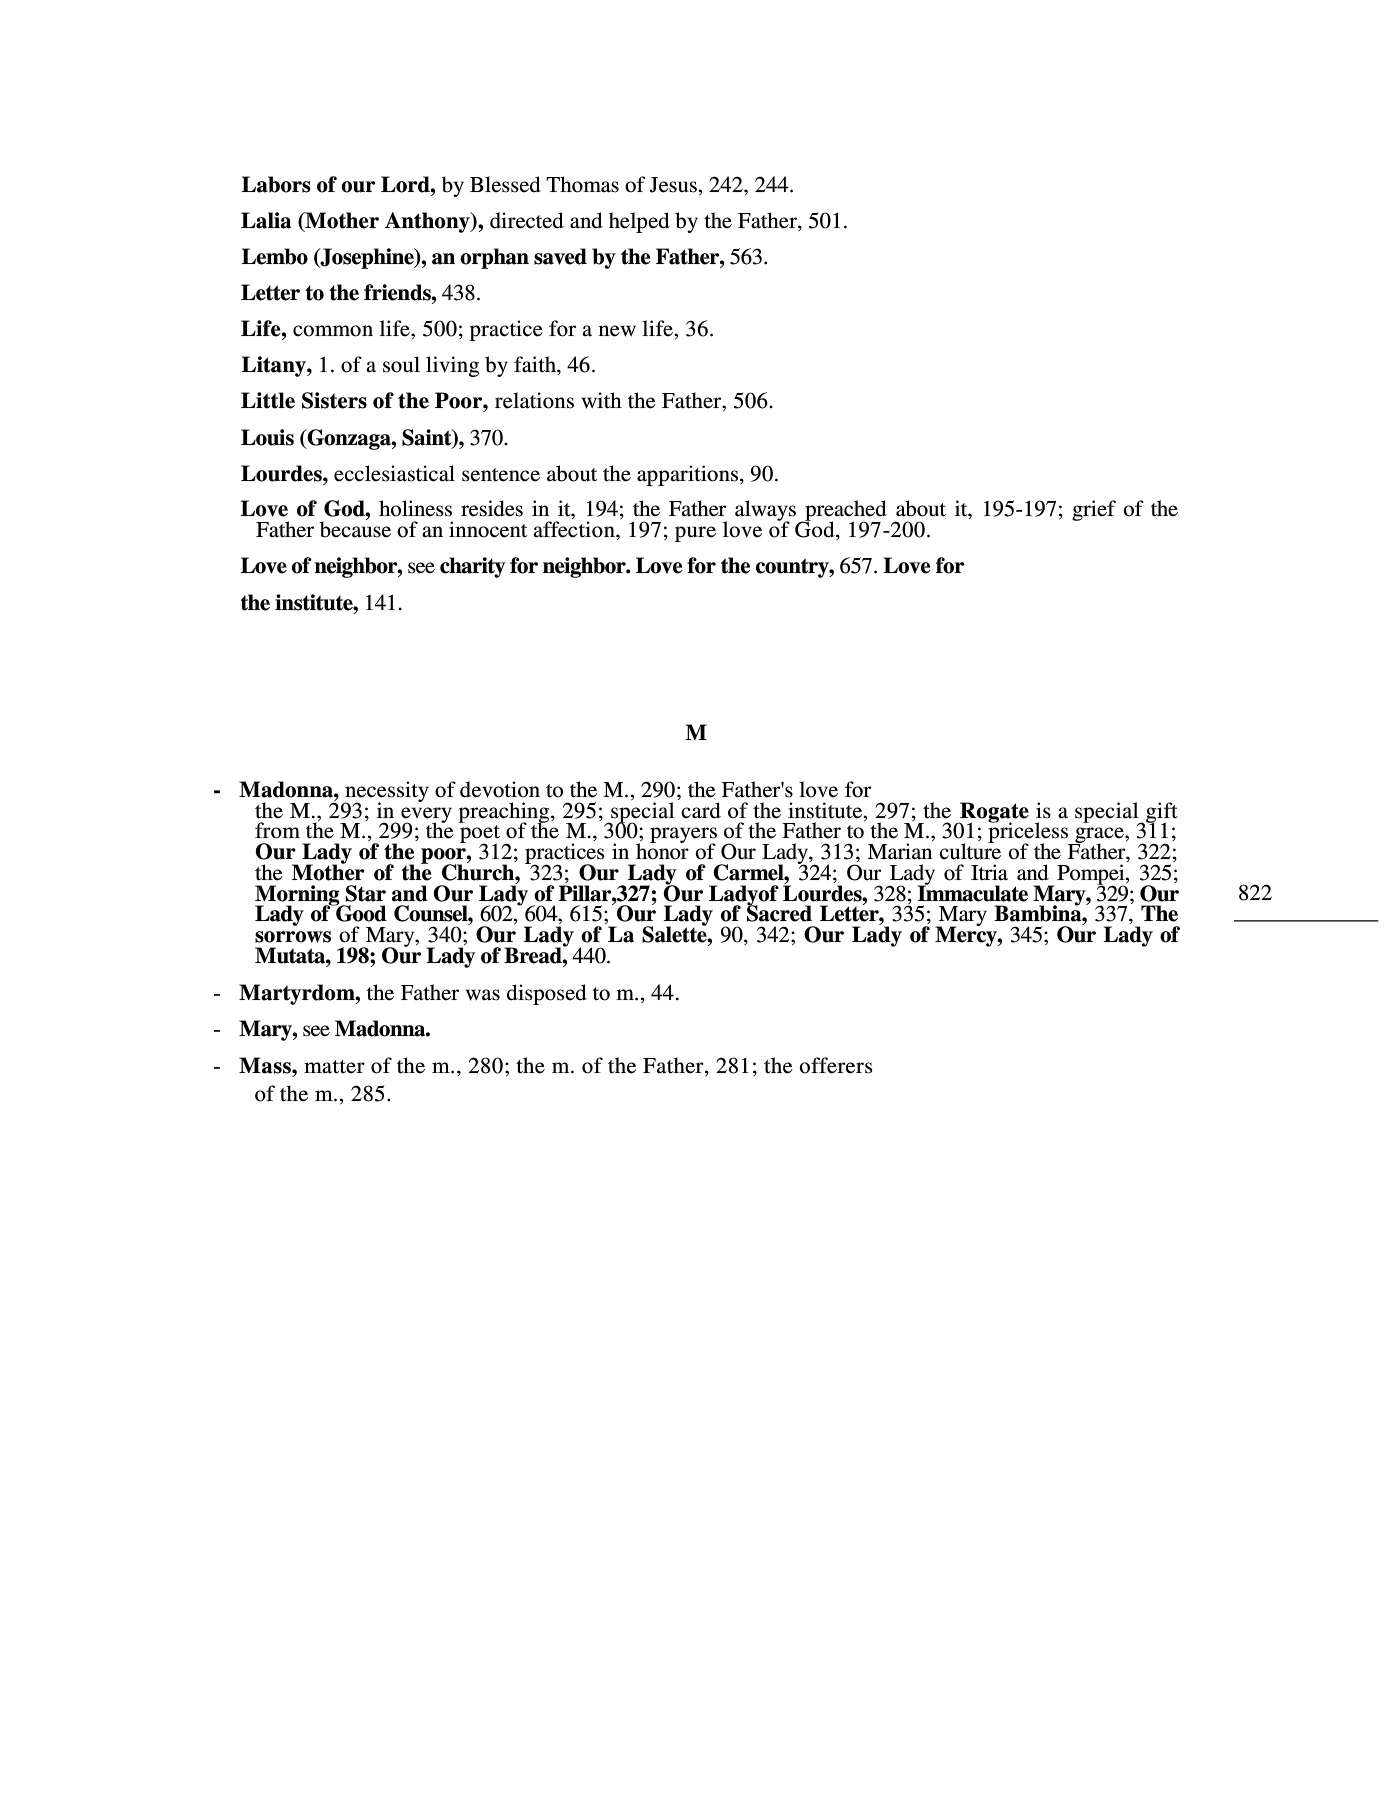 Labors of our Lord, by Blessed Thomas of Jesus, 242, 244.
Lalia (Mother Anthony), directed and helped by the Father, 501.
Lembo (Josephine), an orphan saved by the Father, 563.
Letter to the friends, 438.
Life, common life, 500; practice for a new life, 36.
Litany, 1. of a soul living by faith, 46.
Little Sisters of the Poor, relations with the Father, 506.
Louis (Gonzaga, Saint), 370.
Lourdes, ecclesiastical sentence about the apparitions, 90.
Love of God, holiness resides in it, 194; the Father always preached about it, 195-197; grief of the
Father because of an innocent affection, 197; pure love of God, 197-200.
Love of neighbor, see charity for neighbor. Love for the country, 657. Love for
the institute, 141.
M
- Madonna, necessity of devotion to the M., 290; the Father's love for
the M., 293; in every preaching, 295; special card of the institute, 297; the Rogate is a special gift
from the M., 299; the poet of the M., 300; prayers of the Father to the M., 301; priceless grace, 311;
Our Lady of the poor, 312; practices in honor of Our Lady, 313; Marian culture of the Father, 322;
the Mother of the Church, 323; Our Lady of Carmel, 324; Our Lady of Itria and Pompei, 325;
Morning Star and Our Lady of Pillar,327; Our Ladyof Lourdes, 328; Immaculate Mary, 329; Our
Lady of Good Counsel, 602, 604, 615; Our Lady of Sacred Letter, 335; Mary Bambina, 337, The
sorrows of Mary, 340; Our Lady of La Salette, 90, 342; Our Lady of Mercy, 345; Our Lady of
Mutata, 198; Our Lady of Bread, 440.
- Martyrdom, the Father was disposed to m., 44.
- Mary, see Madonna.
- Mass, matter of the m., 280; the m. of the Father, 281; the offerers
of the m., 285.
822